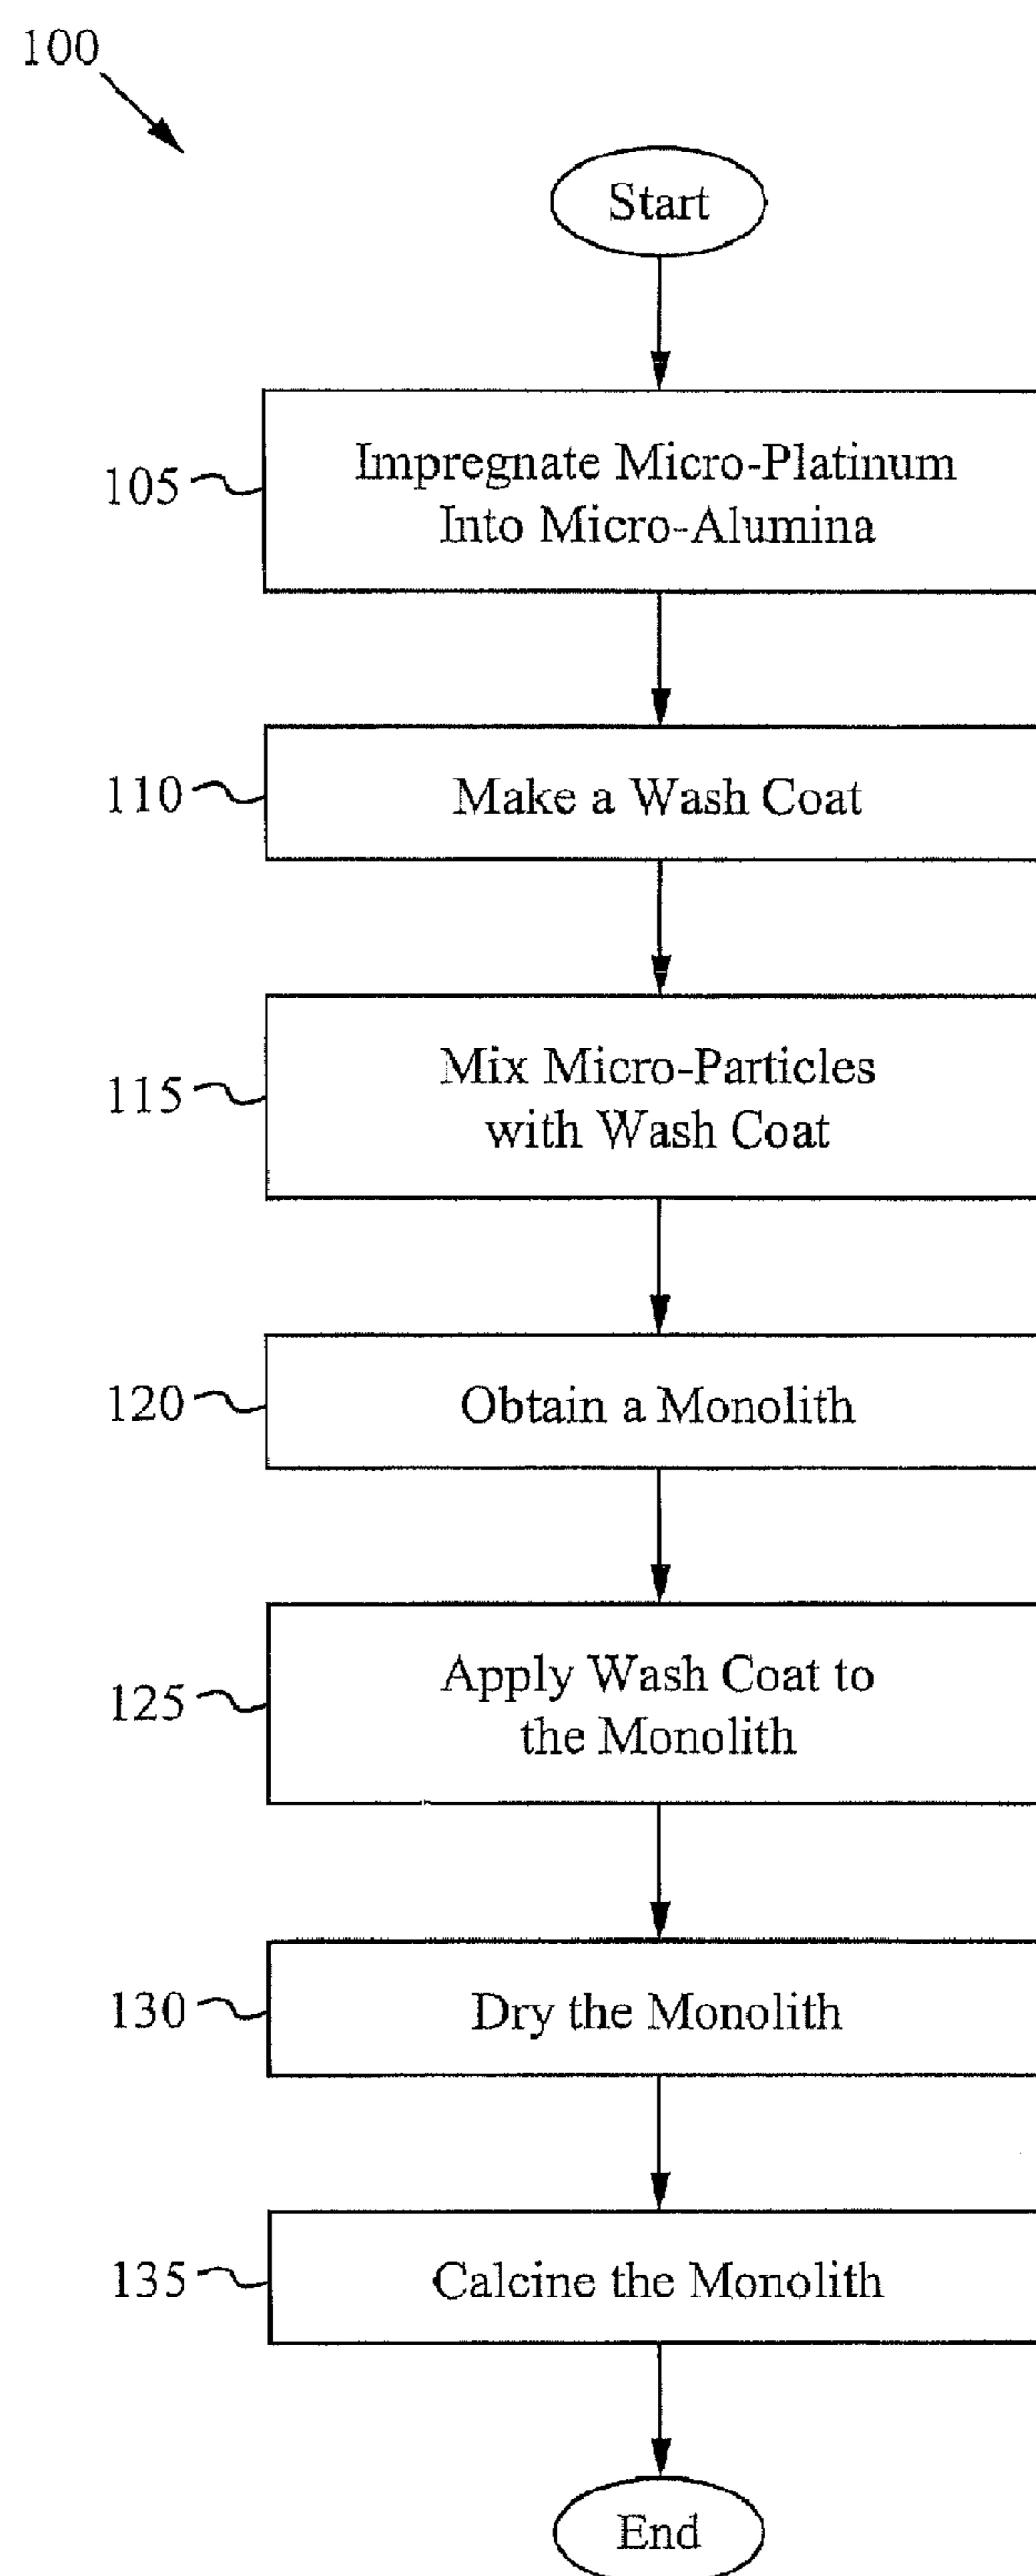 100
Start
105
Impregnate Micro-Platinum
Into Micro-Alumina
110
Make a Wash Coat
115
Mix Micro-Particles
with Wash Coat
120
Obtain a Monolith
125
Apply Wash Coat to
the Monolith
130
Dry the Monolith
135
Calcine the Monolith
End